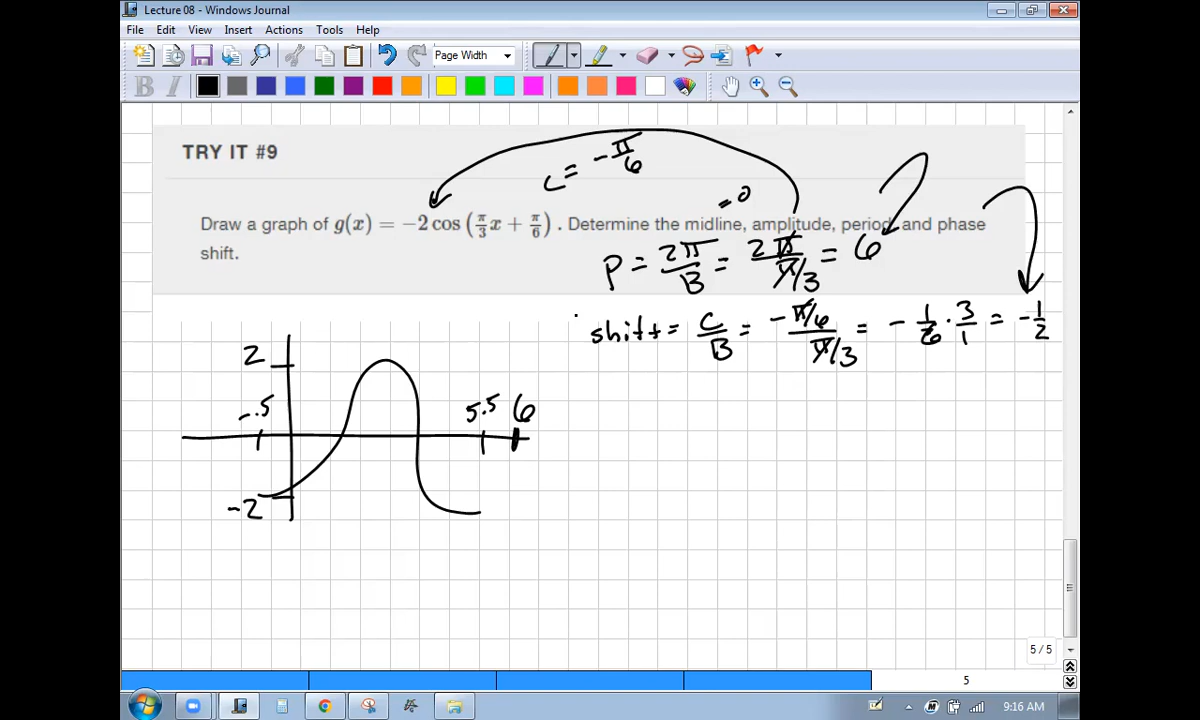 Lecture 08 - Windows Journal
File Edit View Insert Actions Tools Help
Page Width
B I
TRY IT #9
c = -π/6
= 0
Draw a graph of g(x) = −2 cos (π/3 x + π/6) . Determine the midline, amplitude, period, and phase
shift.
P = 2π/B = 2π/π/3 = 6
shift = C/B = -π/6/π/3 = -1/6 · 3/1 = -1/2
2
-.5 5.5 6
-2
5 / 5
5
9:16 AM